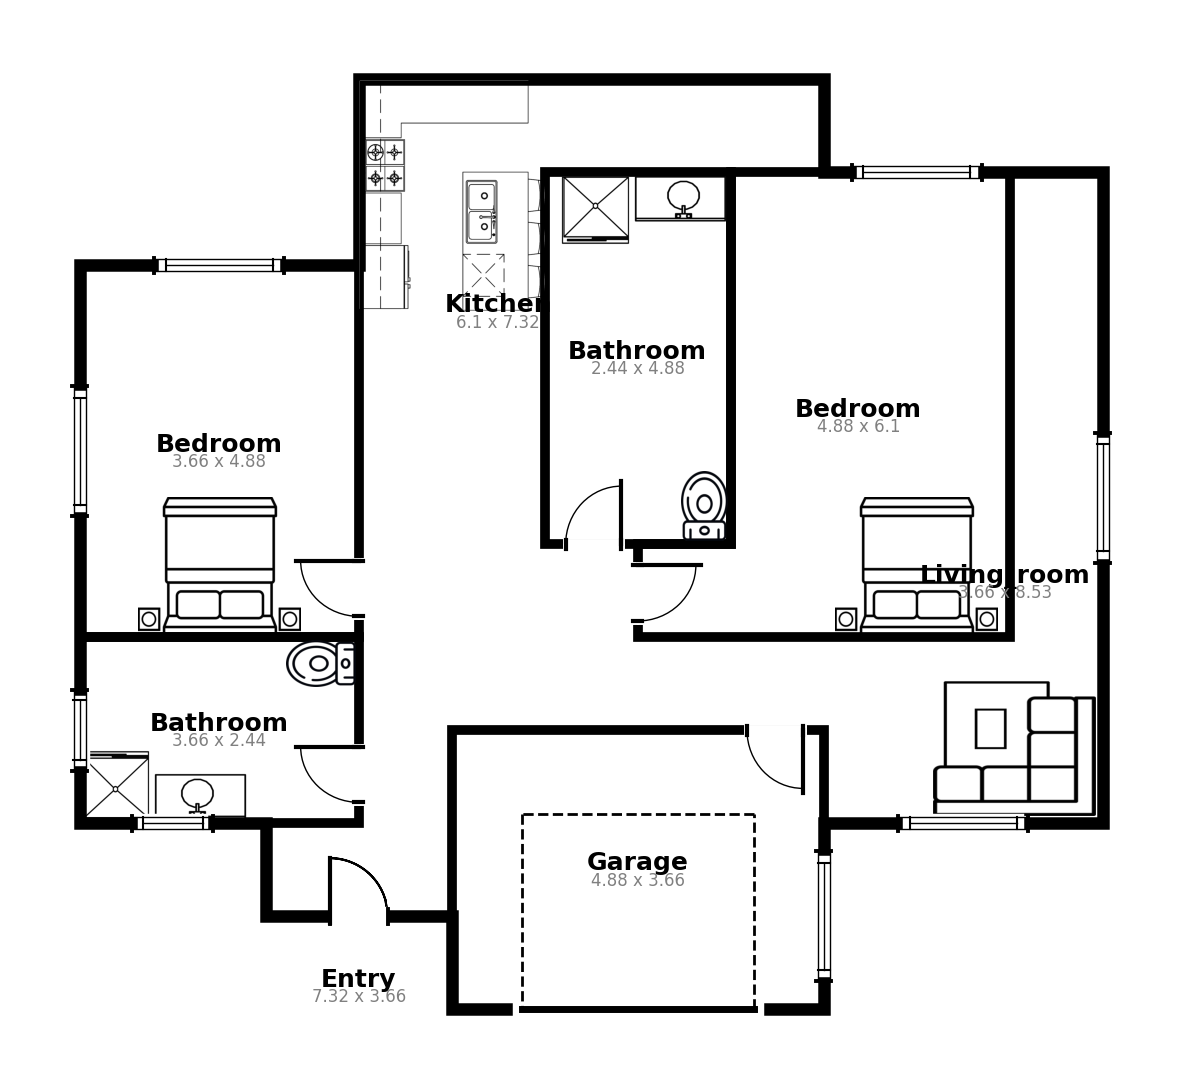 Kitchen
6.1 x 7.32
Bathroom
2.44 x 4.88
Bedroom
4.88 x 6.1
Bedroom
3.66 x 4.88
Living room
3.66 x 8.53
Bathroom
3.66 x 2.44
Garage
4.88 x 3.66
Entry
7.32 x 3.66